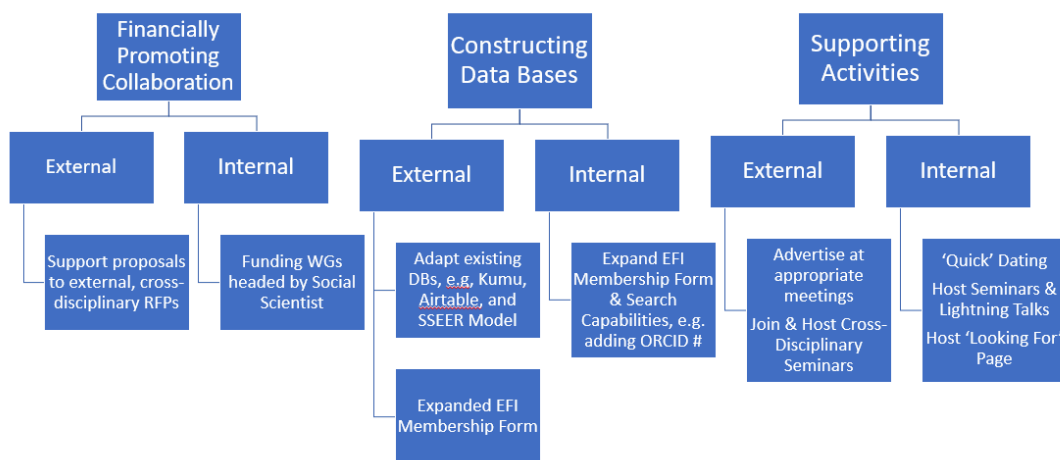 Financially
Promoting
Collaboration
External
Internal
Support proposals
to external, cross-
disciplinary RFPs
Funding WGs
headed by Social
Scientist
Constructing
Data Bases
External
Internal
Adapt existing
DBs, e.g, Kumu,
Airtable, and
SSEER Model
Expanded EFI
Membership Form
Expand EFI
Membership Form
& Search
Capabilities, e.g.
adding ORCID #
Supporting
Activities
External
Internal
Advertise at
appropriate
meetings
Join & Host Cross-
Disciplinary
Seminars
‘Quick’ Dating
Host Seminars &
Lightning Talks
Host ‘Looking For’
Page